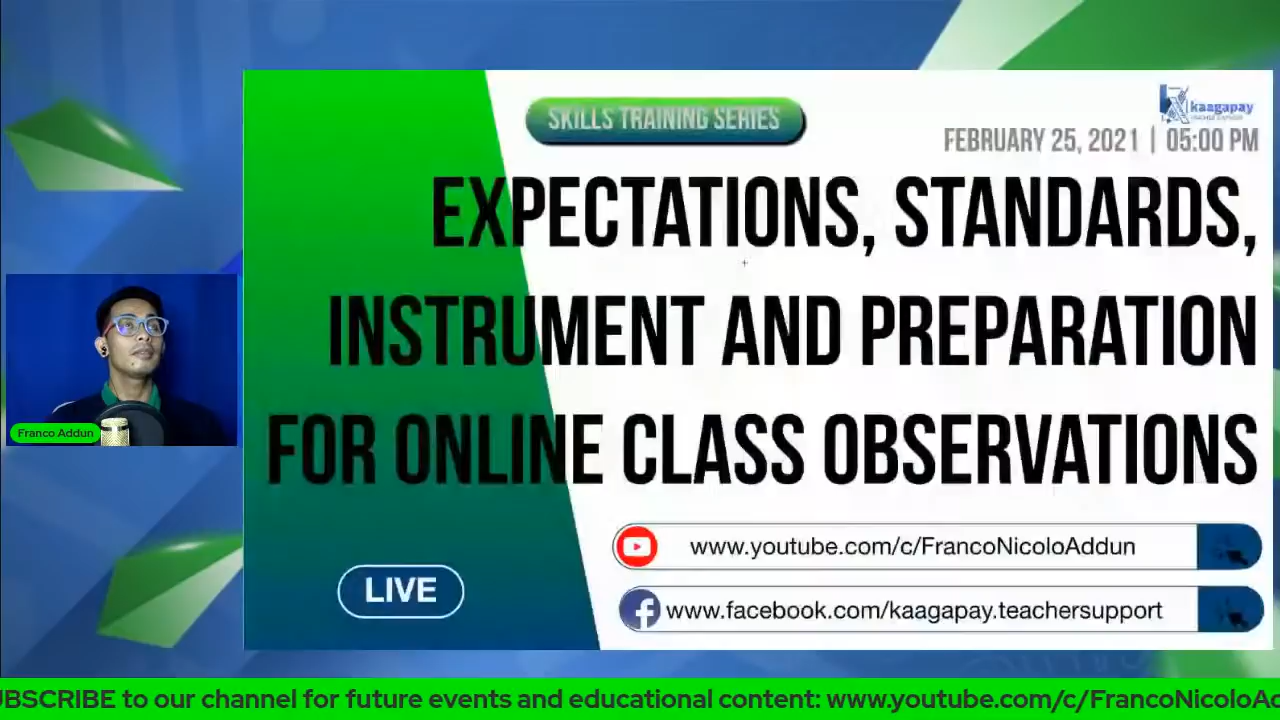 SKILLS TRAINING SERIES
kaagapay
FEBRUARY 25, 2021 | 05:00 PM
EXPECTATIONS, STANDARDS,
INSTRUMENT AND PREPARATION
FOR ONLINE CLASS OBSERVATIONS
Franco Addun
www.youtube.com/c/FrancoNicoloAddun
LIVE
www.facebook.com/kaagapay.teachersupport
UBSCRIBE to our channel for future events and educational content: www.youtube.com/c/FrancoNicoloAd